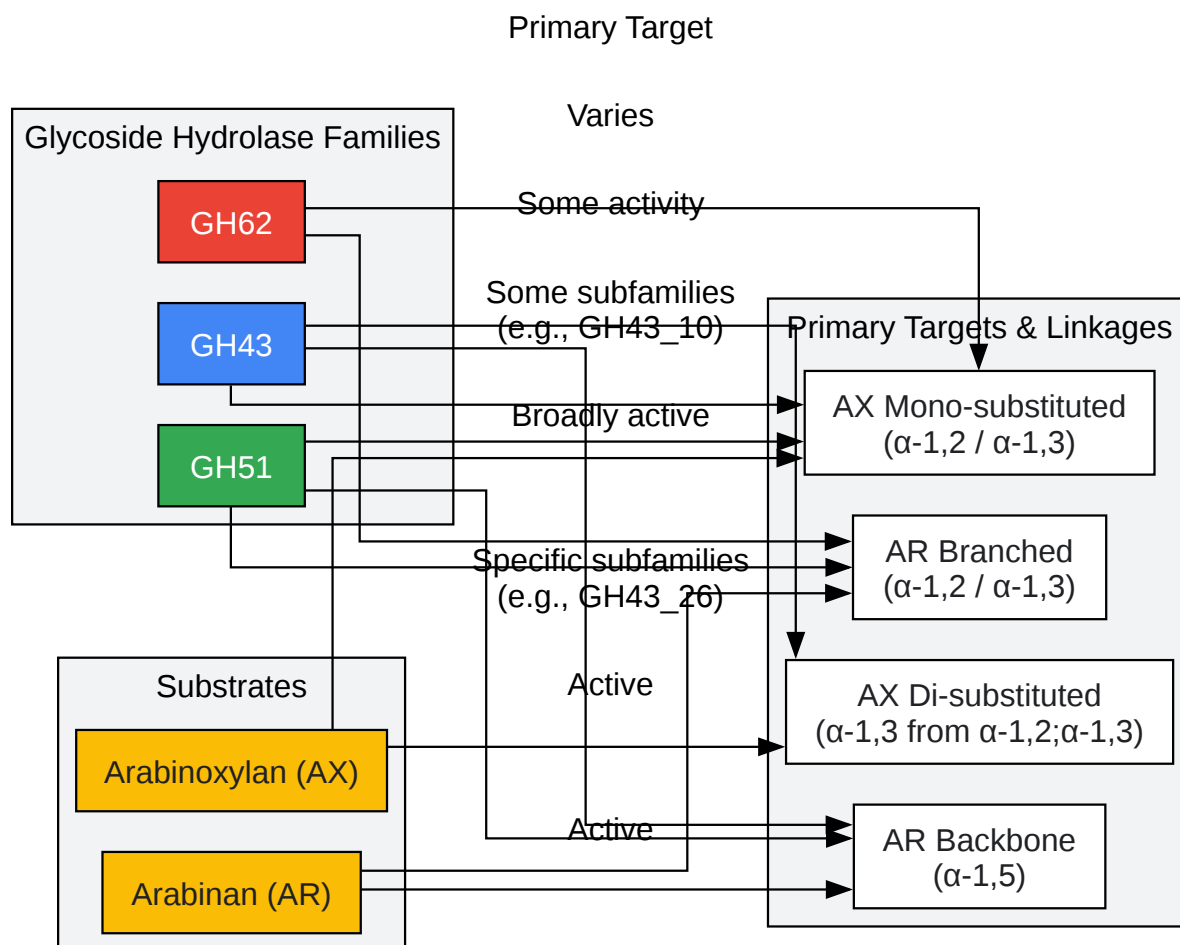 Primary Target
Varies
Glycoside Hydrolase Families
GH62
Some activity
Some subfamilies
(e.g., GH43_10)
GH43
Primary Targets & Linkages
AX Mono-substituted
(α-1,2 / α-1,3)
Broadly active
GH51
AR Branched
(α-1,2 / α-1,3)
Specific subfamilies
(e.g., GH43_26)
Substrates
Active
AX Di-substituted
(α-1,3 from α-1,2;α-1,3)
Arabinoxylan (AX)
Active
AR Backbone
(α-1,5)
Arabinan (AR)